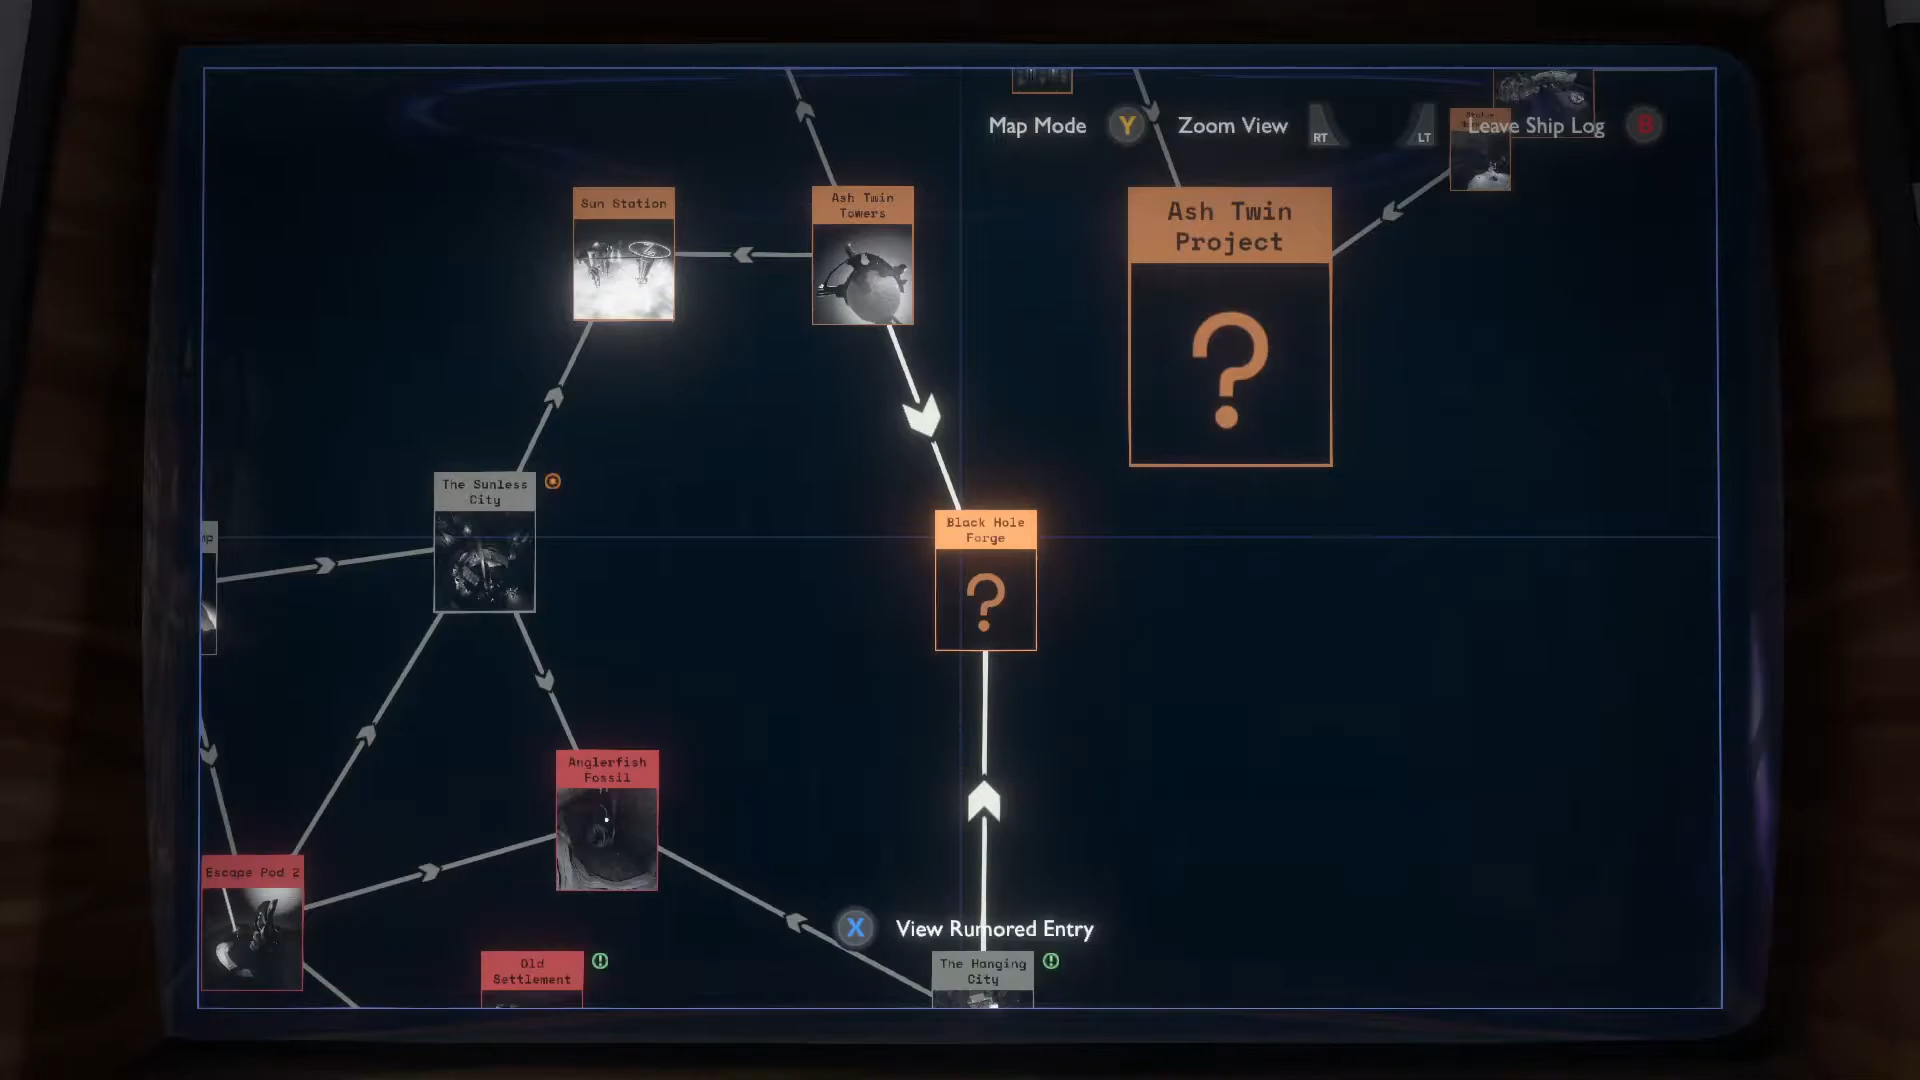 Map Mode
Y
Zoom View
RT
LT
Leave Ship Log
B
Sun Station
Ash Twin
Towers
Ash Twin
Project
?
The Sunless
City
Black Hole
Forge
?
Anglerfish
Fossil
Escape Pod 2
X
View Rumored Entry
Old
Settlement
The Hanging
City